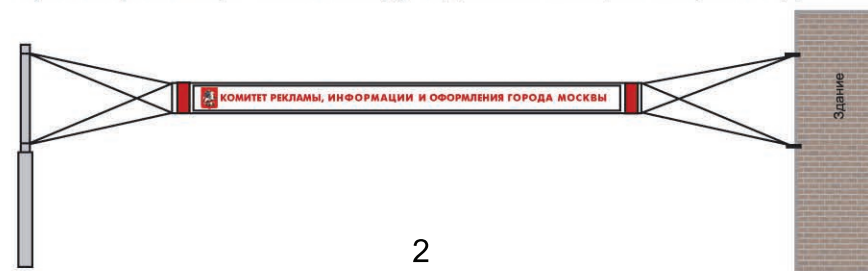 КОМИТЕТ РЕКЛАМЫ, ИНФОРМАЦИИ И ОФОРМЛЕНИЯ ГОРОДА МОСКВЫ
Здание
2